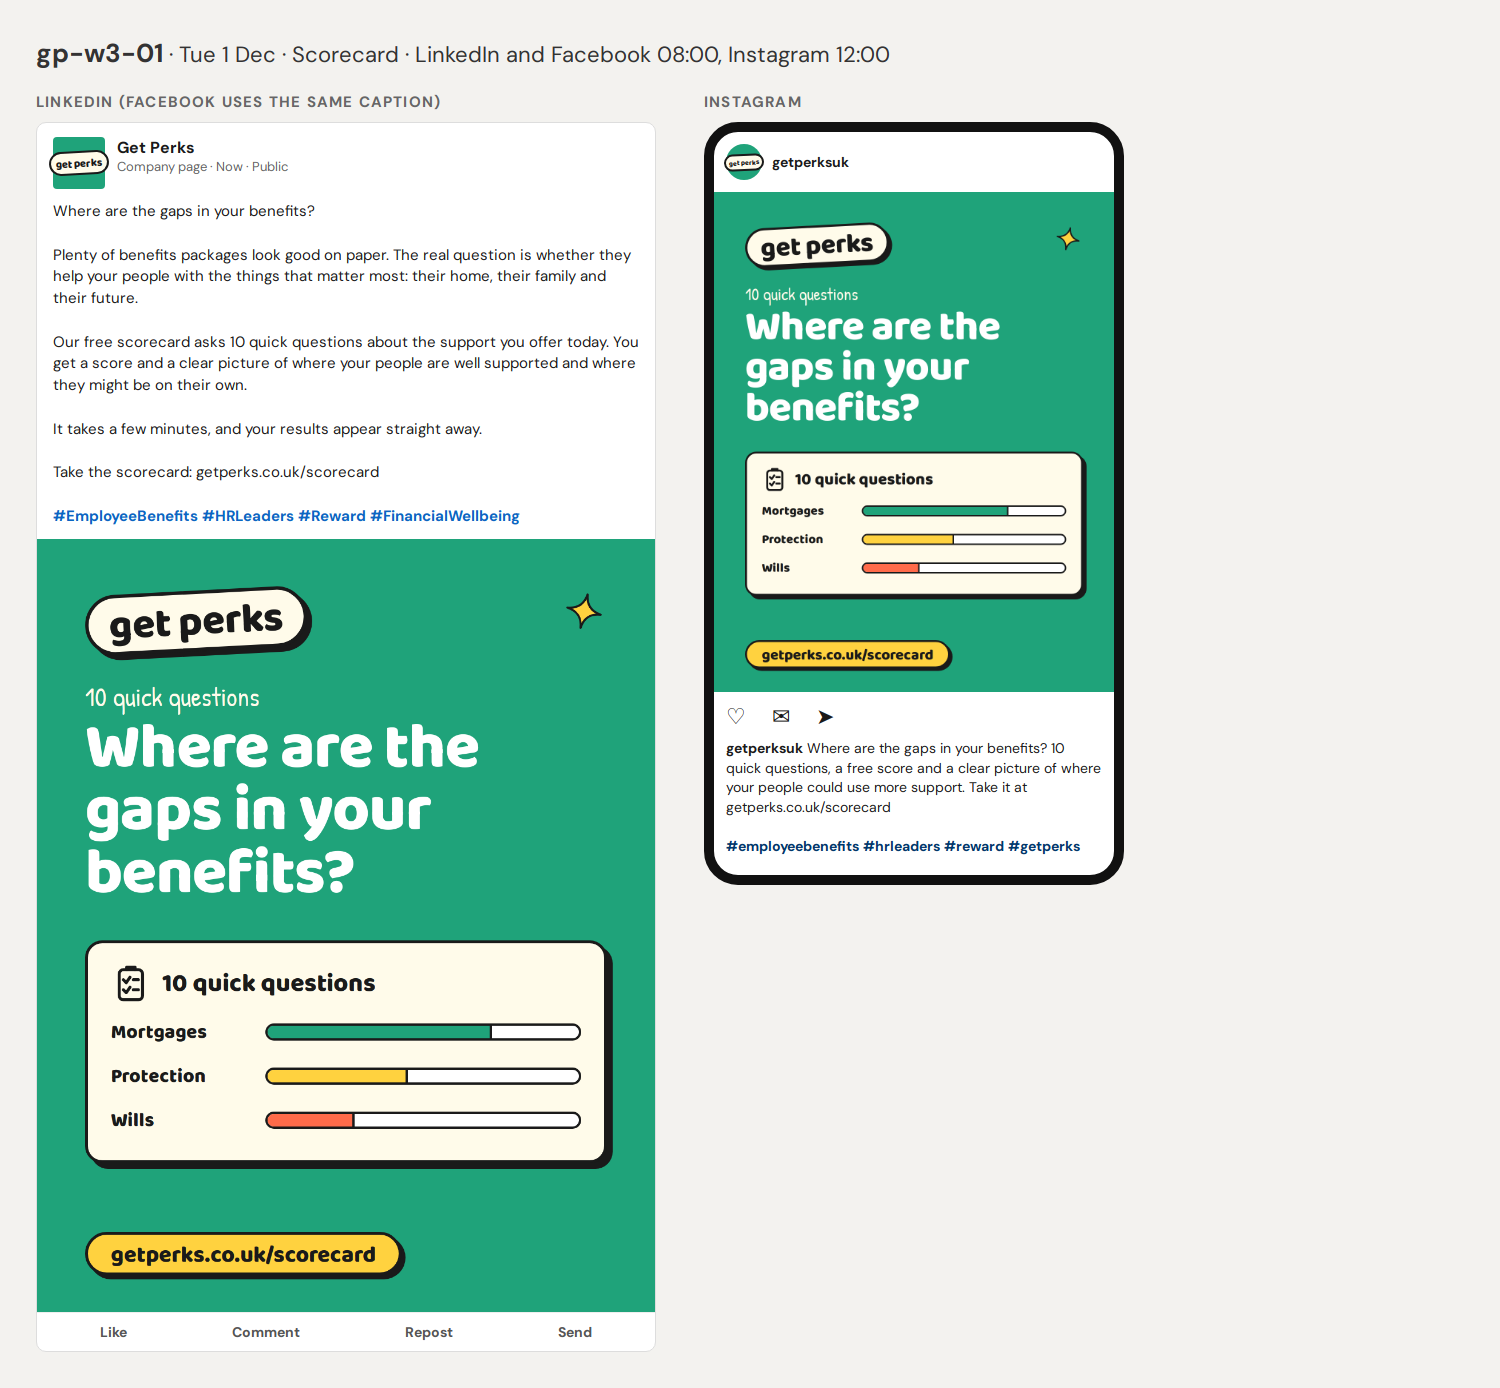 gp-w3-01 · Tue 1 Dec · Scorecard · LinkedIn and Facebook 08:00, Instagram 12:00
LINKEDIN (FACEBOOK USES THE SAME CAPTION)
get perks
Get Perks
Company page · Now · Public
Where are the gaps in your benefits?
Plenty of benefits packages look good on paper. The real question is whether they
help your people with the things that matter most: their home, their family and
their future.
Our free scorecard asks 10 quick questions about the support you offer today. You
get a score and a clear picture of where your people are well supported and where
they might be on their own.
It takes a few minutes, and your results appear straight away.
Take the scorecard: getperks.co.uk/scorecard
#EmployeeBenefits #HRLeaders #Reward #FinancialWellbeing
get perks
10 quick questions
Where are the
gaps in your
benefits?
10 quick questions
Mortgages
Protection
Wills
getperks.co.uk/scorecard
Like Comment Repost Send
INSTAGRAM
get perks
getperksuk
get perks
10 quick questions
Where are the
gaps in your
benefits?
10 quick questions
Mortgages
Protection
Wills
getperks.co.uk/scorecard
getperksuk Where are the gaps in your benefits? 10
quick questions, a free score and a clear picture of where
your people could use more support. Take it at
getperks.co.uk/scorecard
#employeebenefits #hrleaders #reward #getperks